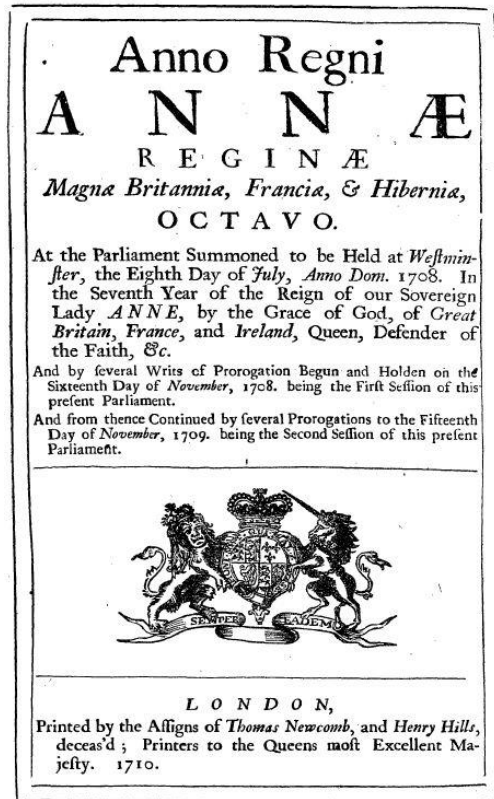 Anno Regni
ANNÆ
REGINÆ
Magnæ Britanniæ, Franciæ, & Hiberniæ,
OCTAVO.
At the Parliament Summoned to be Held at Weſtmin-
ſter, the Eighth Day of July, Anno Dom. 1708. In
the Seventh Year of the Reign of our Sovereign
Lady ANNE, by the Grace of God, of Great
Britain, France, and Ireland, Queen, Defender of
the Faith, &c.
And by ſeveral Writs of Prorogation Begun and Holden on the
Sixteenth Day of November, 1708. being the Firſt Seſſion of this
preſent Parliament.
And from thence Continued by ſeveral Prorogations to the Fifteenth
Day of November, 1709. being the Second Seſſion of this preſent
Parliament.
SEMPER EADEM
LONDON,
Printed by the Aſſigns of Thomas Newcomb, and Henry Hills,
deceas'd ; Printers to the Queens moſt Excellent Ma-
jeſty. 1710.